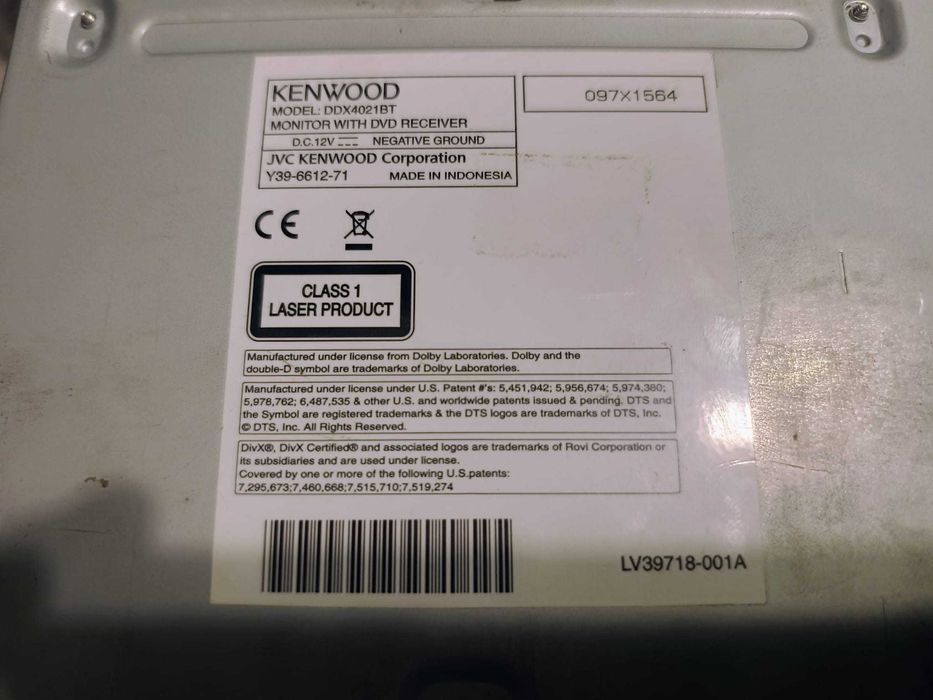 KENWOOD
MODEL: DDX4021BT
MONITOR WITH DVD RECEIVER
D.C.12V NEGATIVE GROUND
JVC KENWOOD Corporation
Y39-6612-71 MADE IN INDONESIA
097X1564
CE
CLASS 1
LASER PRODUCT
Manufactured under license from Dolby Laboratories. Dolby and the
double-D symbol are trademarks of Dolby Laboratories.
Manufactured under license under U.S. Patent #'s: 5,451,942; 5,956,674; 5,974,380;
5,978,762; 6,487,535 & other U.S. and worldwide patents issued & pending. DTS and
the Symbol are registered trademarks & the DTS logos are trademarks of DTS, Inc.
© DTS, Inc. All Rights Reserved.
DivX®, DivX Certified® and associated logos are trademarks of Rovi Corporation or
its subsidiaries and are used under license.
Covered by one or more of the following U.S.patents:
7,295,673;7,460,668;7,515,710;7,519,274
LV39718-001A